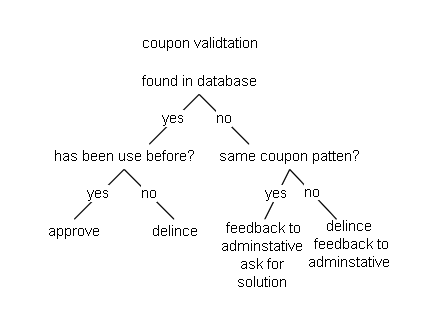 coupon validtation
found in database
yes
no
has been use before?
same coupon patten?
yes
no
yes
no
approve
delince
feedback to
adminstative
ask for
solution
delince
feedback to
adminstative